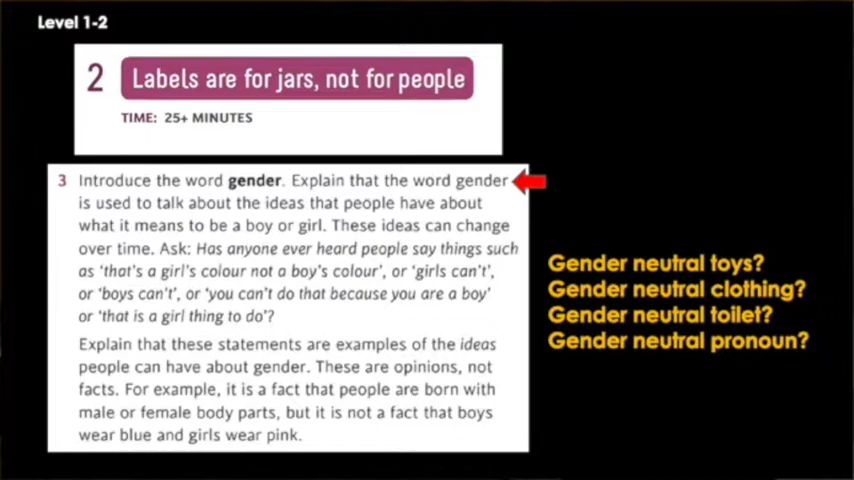 Level 1-2
2 Labels are for jars, not for people
TIME: 25+ MINUTES
3 Introduce the word gender. Explain that the word gender
is used to talk about the ideas that people have about
what it means to be a boy or girl. These ideas can change
over time. Ask: Has anyone ever heard people say things such
as ‘that’s a girl’s colour not a boy’s colour’, or ‘girls can’t’,
or ‘boys can’t’, or ‘you can’t do that because you are a boy’
or ‘that is a girl thing to do’?
Explain that these statements are examples of the ideas
people can have about gender. These are opinions, not
facts. For example, it is a fact that people are born with
male or female body parts, but it is not a fact that boys
wear blue and girls wear pink.
Gender neutral toys?
Gender neutral clothing?
Gender neutral toilet?
Gender neutral pronoun?